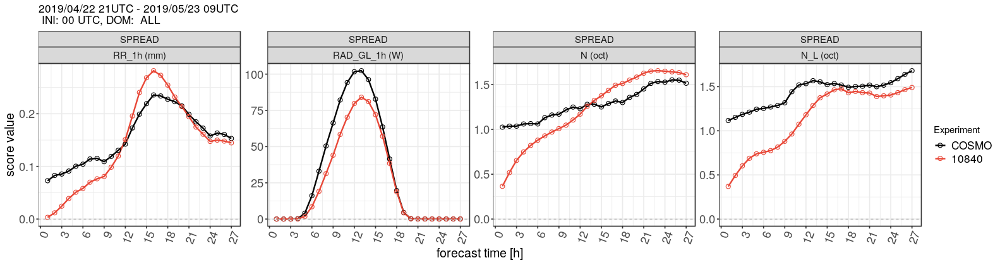 2019/04/22 21UTC - 2019/05/23 09UTC
INI: 00 UTC, DOM:  ALL
SPREAD SPREAD SPREAD SPREAD
RR_1h (mm) RAD_GL_1h (W) N (oct) N_L (oct)
score value
0.2
0.1
0.0
0 3 6 9 12 15 18 21 24 27
100
75
50
25
0
0 3 6 9 12 15 18 21 24 27
1.5
1.0
0.5
0.0
0 3 6 9 12 15 18 21 24 27
1.5
1.0
0.5
0.0
0 3 6 9 12 15 18 21 24 27
forecast time [h]
Experiment
COSMO
10840